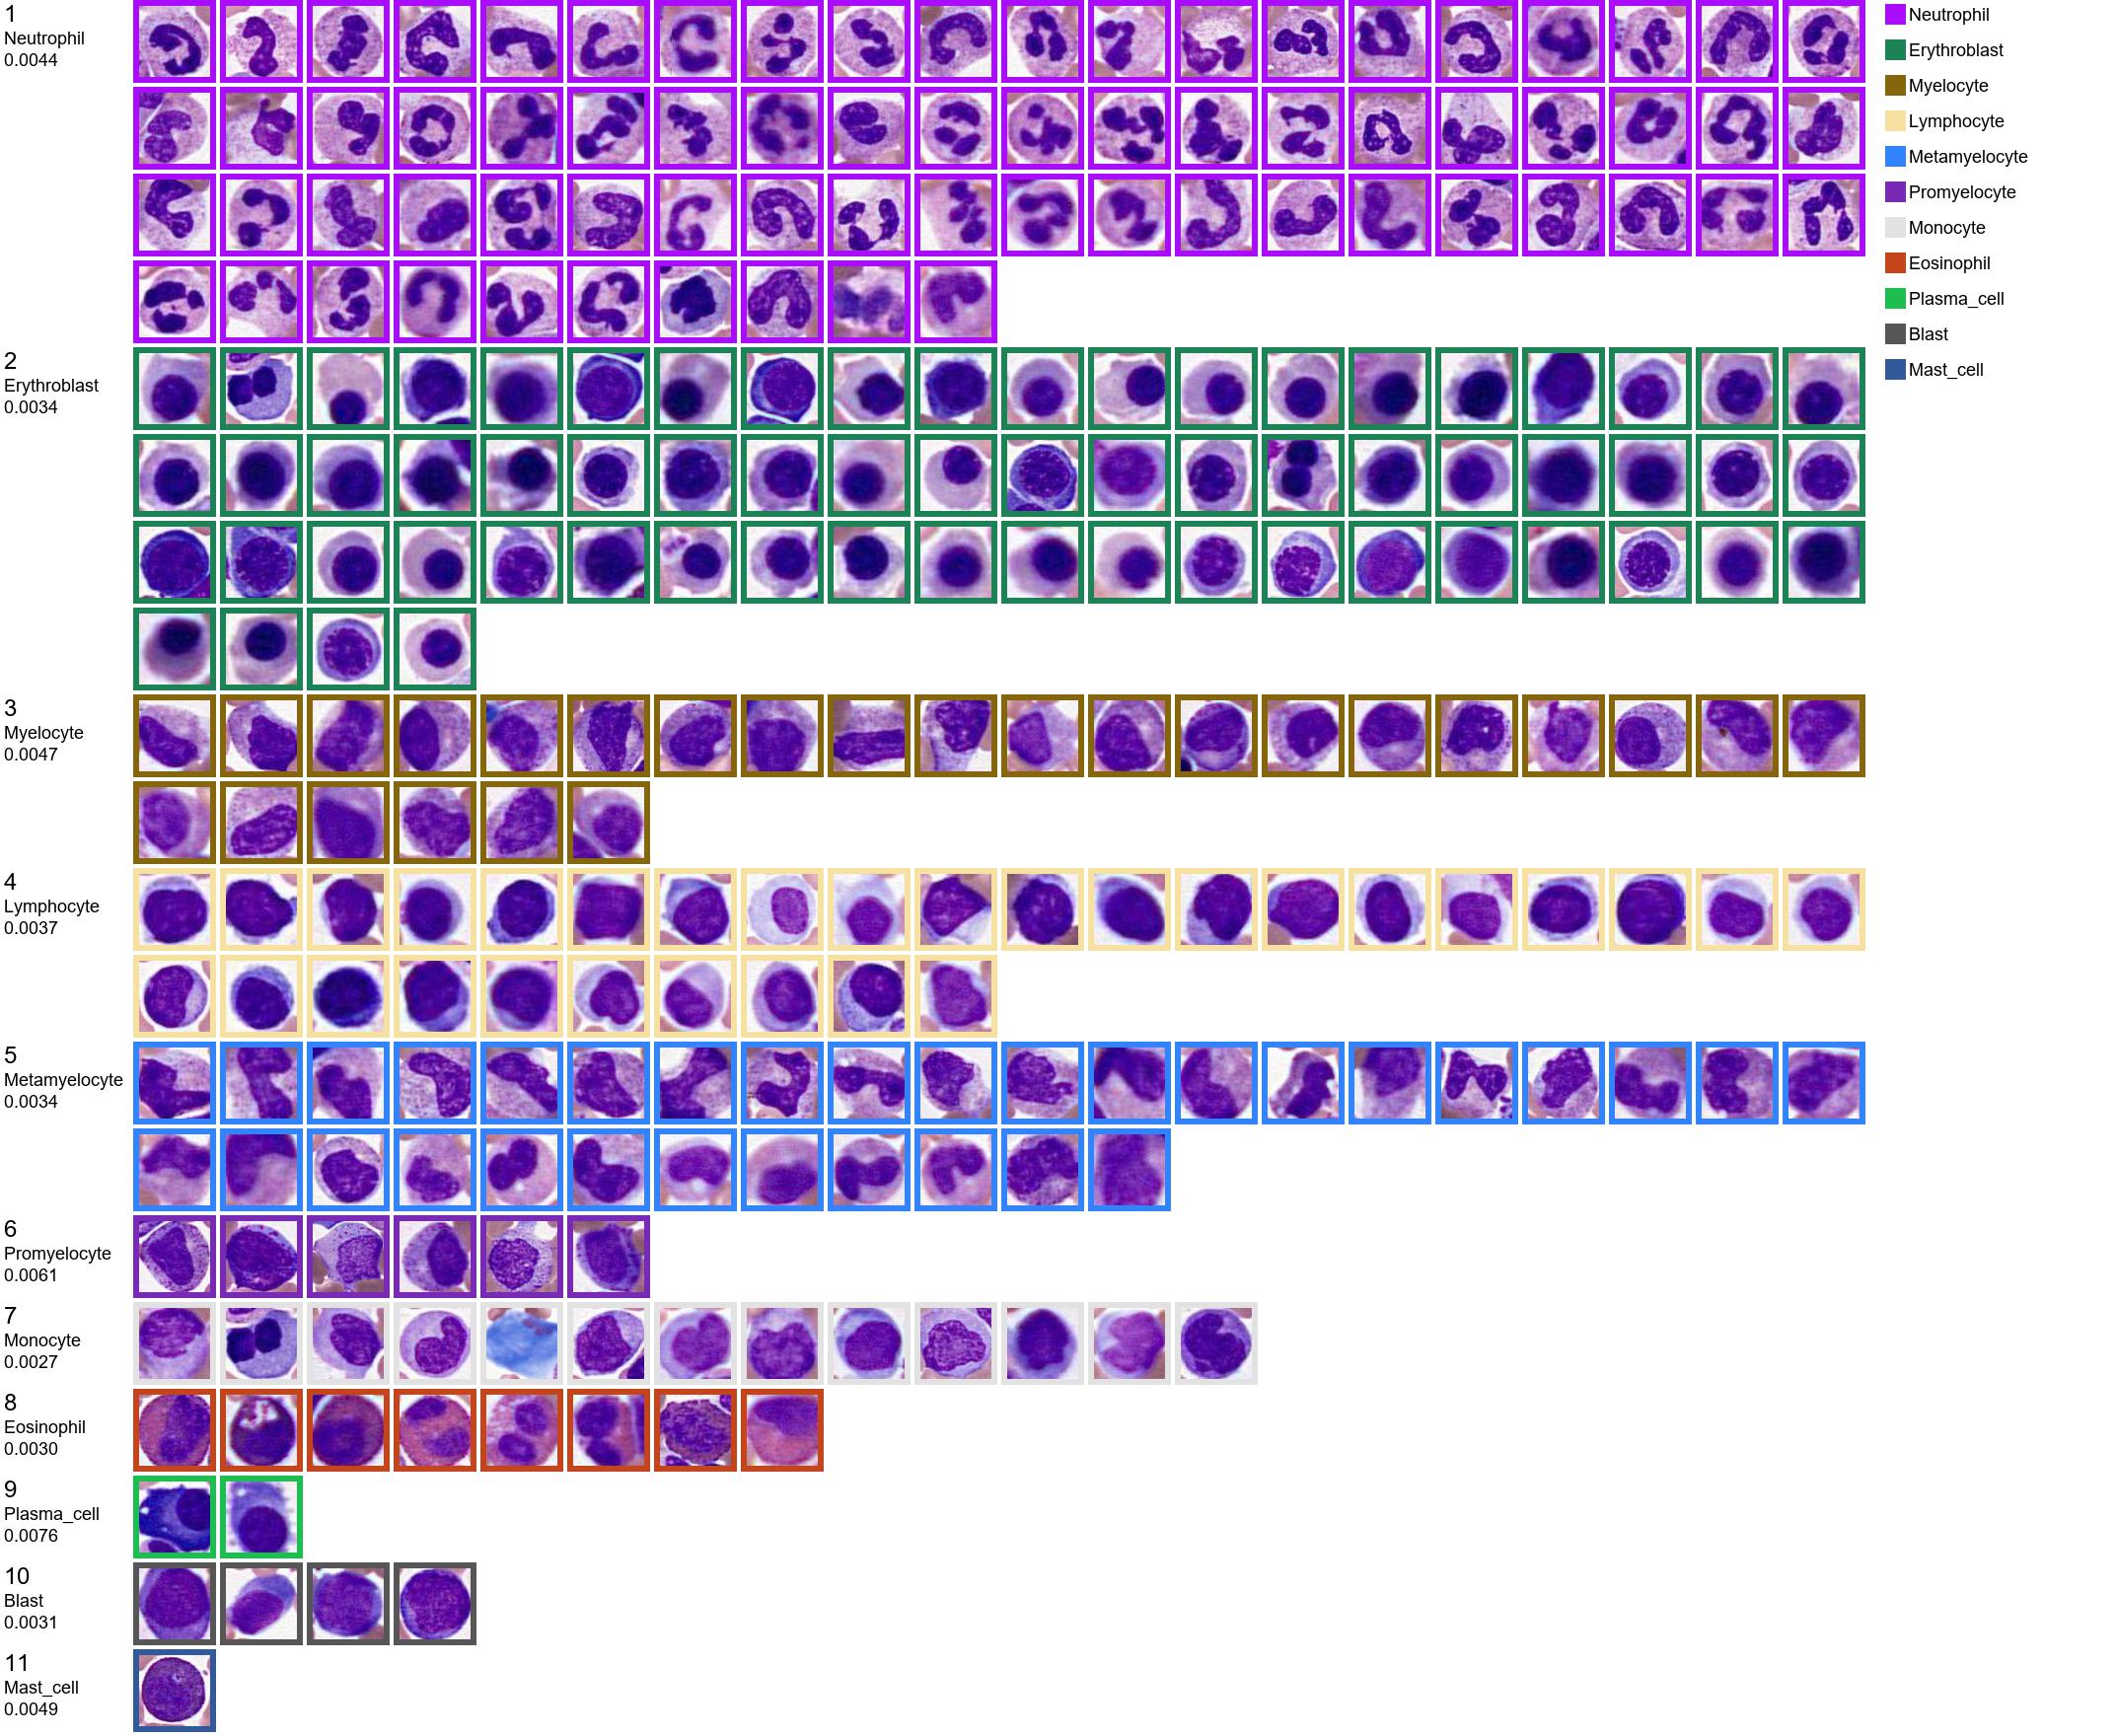 1
Neutrophil
0.0044
2
Erythroblast
0.0034
3
Myelocyte
0.0047
4
Lymphocyte
0.0037
5
Metamyelocyte
0.0034
6
Promyelocyte
0.0061
7
Monocyte
0.0027
8
Eosinophil
0.0030
9
Plasma_cell
0.0076
10
Blast
0.0031
11
Mast_cell
0.0049
Neutrophil
Erythroblast
Myelocyte
Lymphocyte
Metamyelocyte
Promyelocyte
Monocyte
Eosinophil
Plasma_cell
Blast
Mast_cell